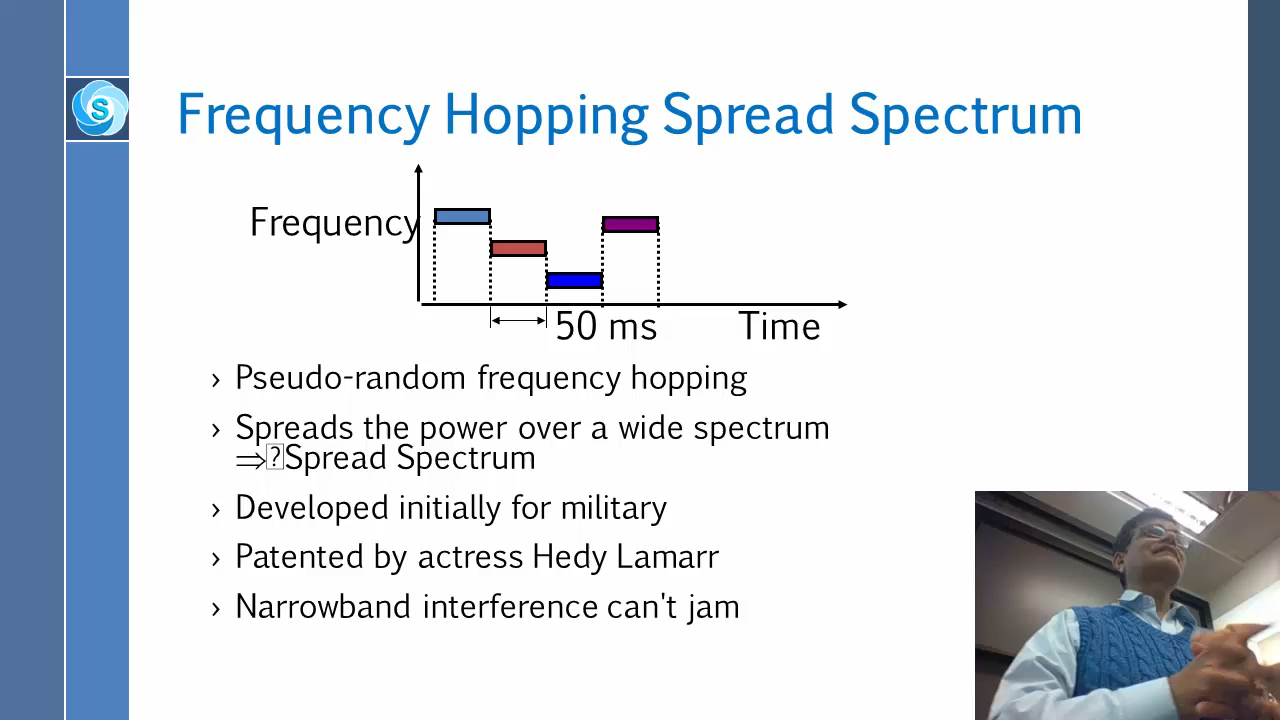 S
Frequency Hopping Spread Spectrum
Frequency
50 ms
Time
› Pseudo-random frequency hopping
› Spreads the power over a wide spectrum
⇒�Spread Spectrum
› Developed initially for military
› Patented by actress Hedy Lamarr
› Narrowband interference can't jam